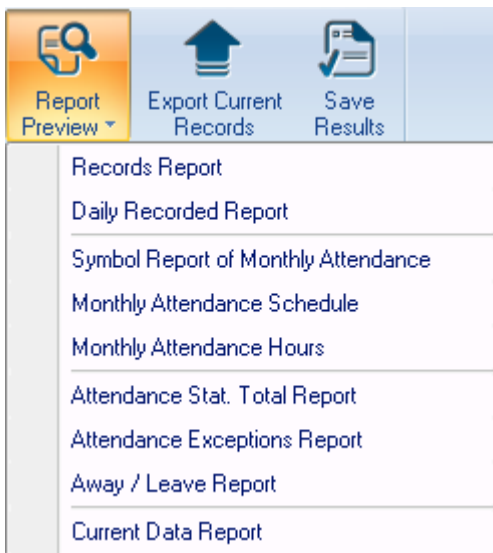 Report
Preview
Export Current
Records
Save
Results
Records Report
Daily Recorded Report
Symbol Report of Monthly Attendance
Monthly Attendance Schedule
Monthly Attendance Hours
Attendance Stat. Total Report
Attendance Exceptions Report
Away / Leave Report
Current Data Report